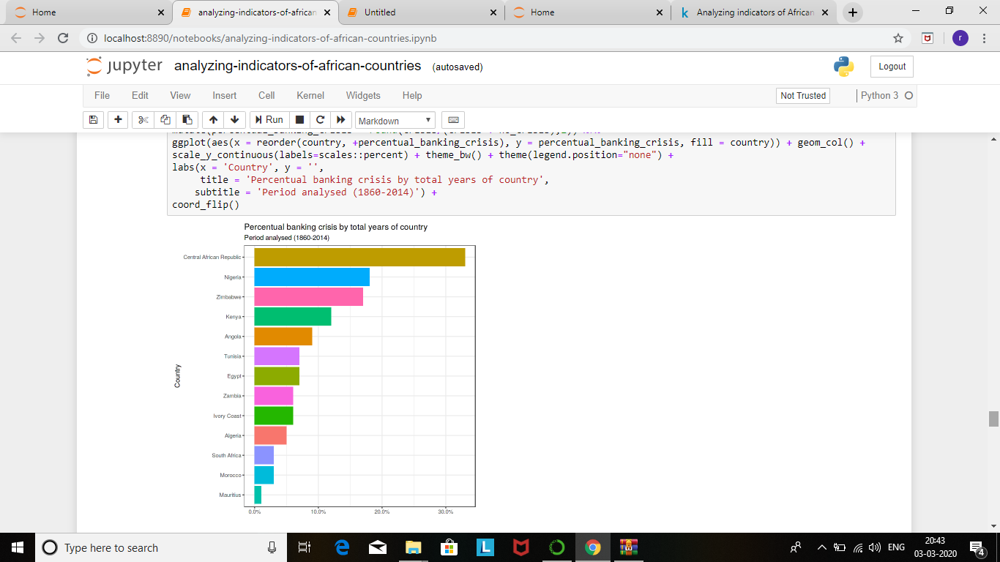 Home
analyzing-indicators-of-african
Untitled
Home
k Analyzing indicators of African
localhost:8890/notebooks/analyzing-indicators-of-african-countries.ipynb
r
jupyter analyzing-indicators-of-african-countries (autosaved)
Logout
File Edit View Insert Cell Kernel Widgets Help
Not Trusted
Python 3
Run
Markdown
ggplot(aes(x = reorder(country, +percentual_banking_crisis), y = percentual_banking_crisis, fill = country)) + geom_col() +
scale_y_continuous(labels=scales::percent) + theme_bw() + theme(legend.position="none") +
labs(x = 'Country', y = '',
title = 'Percentual banking crisis by total years of country',
subtitle = 'Period analysed (1860-2014)') +
coord_flip()
Percentual banking crisis by total years of country
Period analysed (1860-2014)
Country
Central African Republic
Nigeria
Zimbabwe
Kenya
Angola
Tunisia
Egypt
Zambia
Ivory Coast
Algeria
South Africa
Morocco
Mauritius
0.0% 10.0% 20.0% 30.0%
Type here to search
L
ENG
20:43
03-03-2020
4